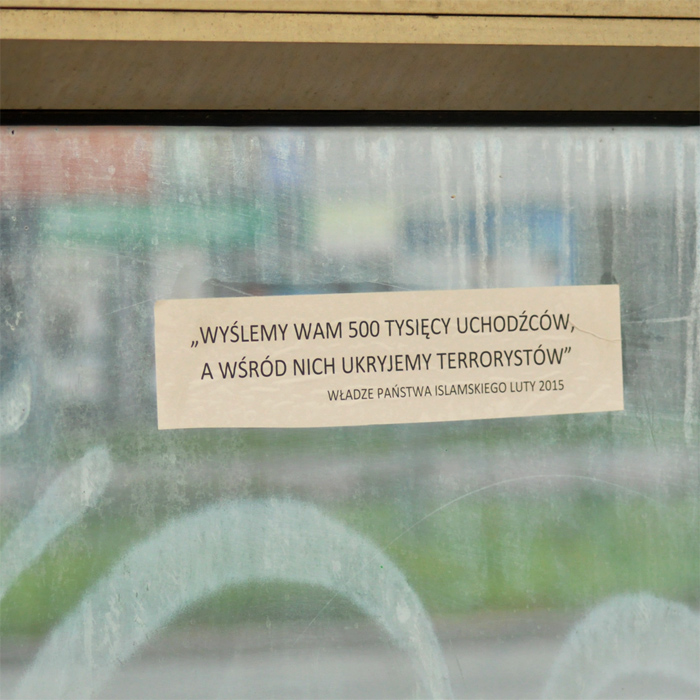 „WYŚLEMY WAM 500 TYSIĘCY UCHODŹCÓW,
A WŚRÓD NICH UKRYJEMY TERRORYSTÓW”
WŁADZE PAŃSTWA ISLAMSKIEGO LUTY 2015